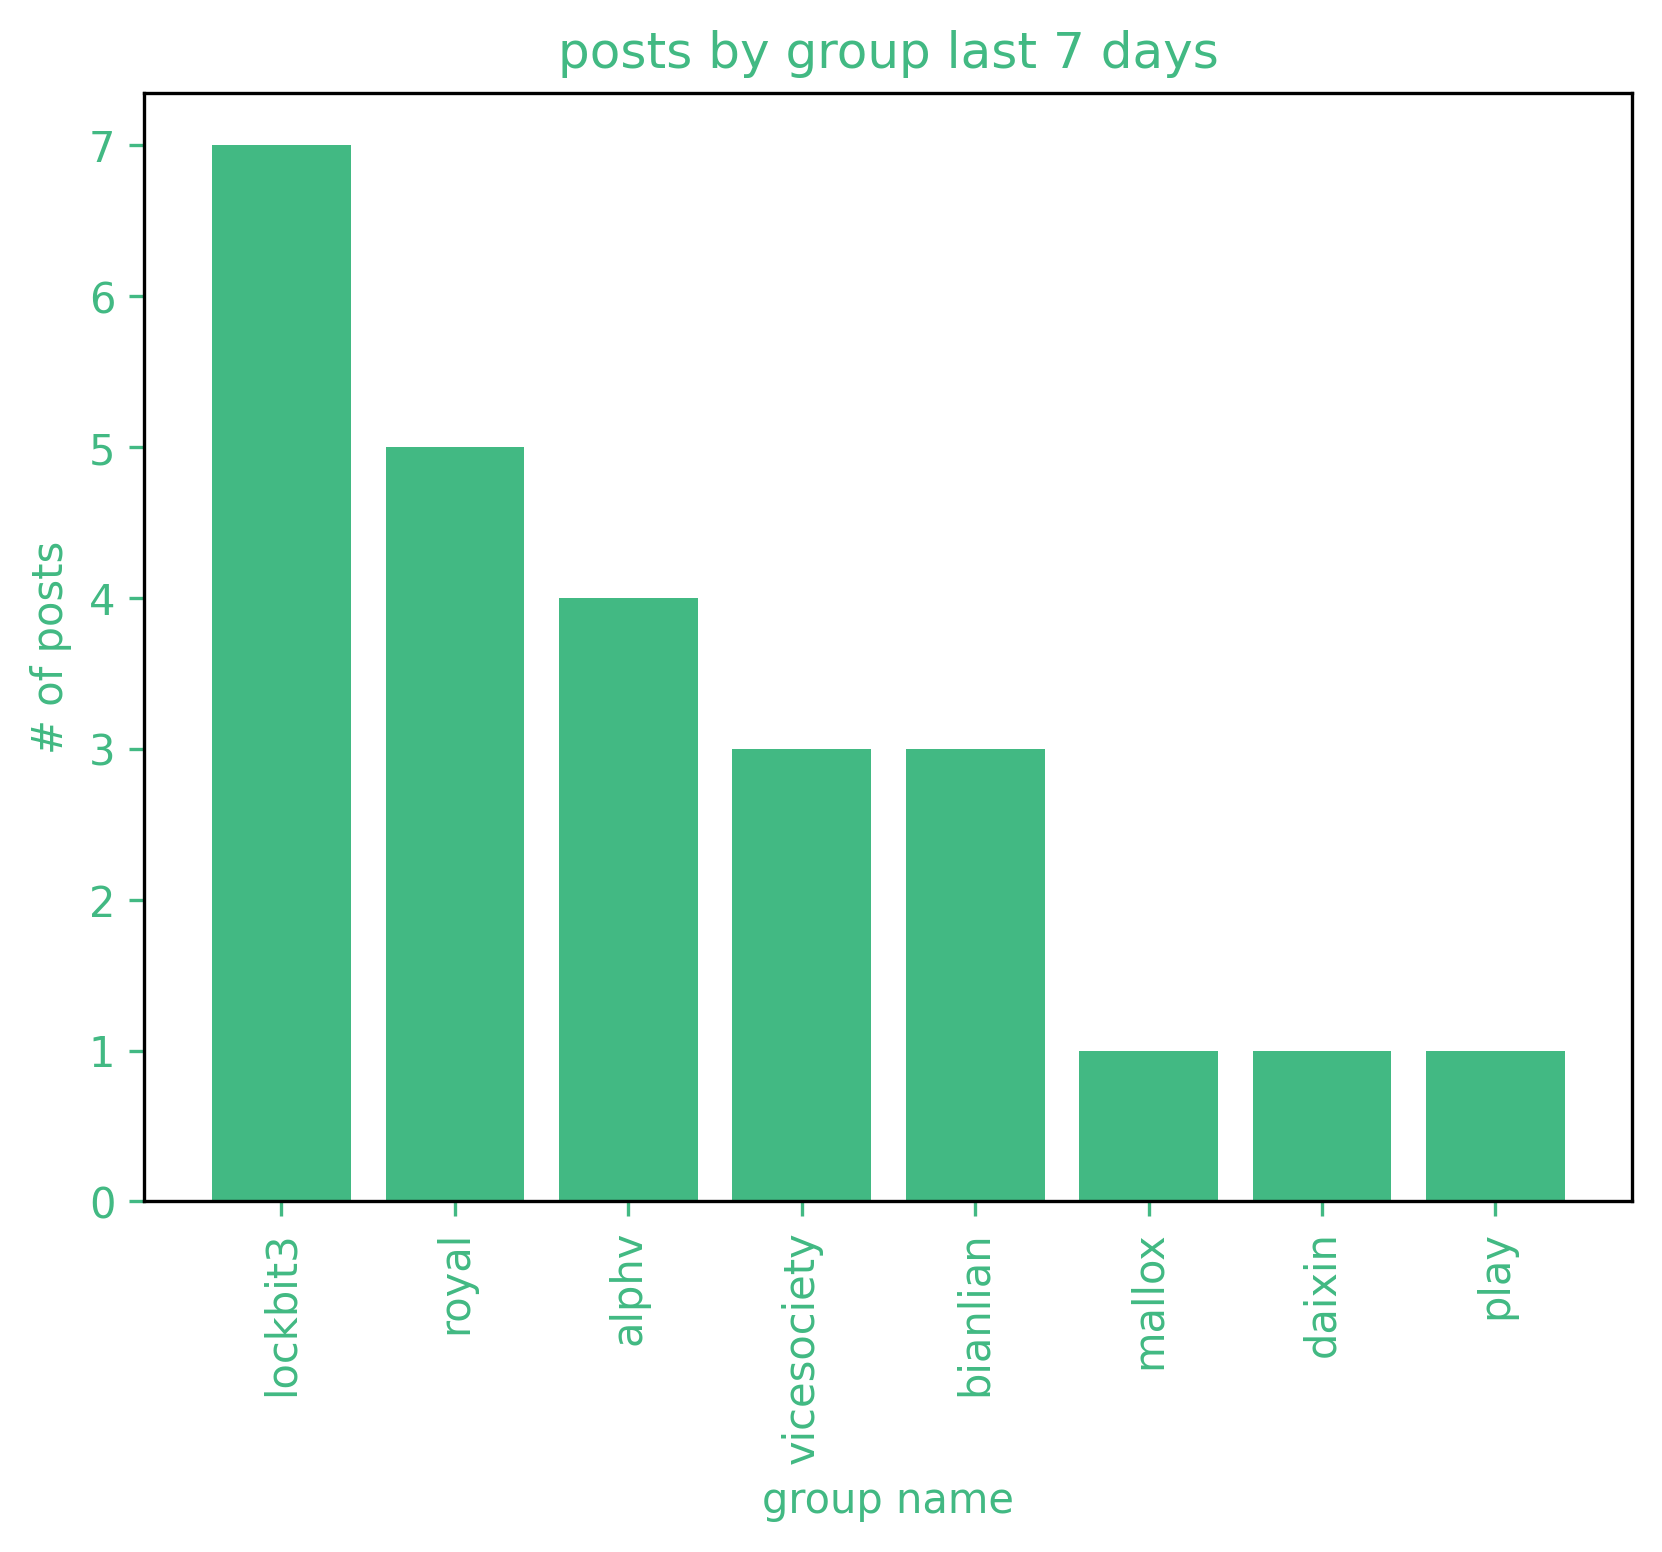 posts by group last 7 days
# of posts
7
6
5
4
3
2
1
0
lockbit3
royal
alphv
vicesociety
bianlian
mallox
daixin
play
group name